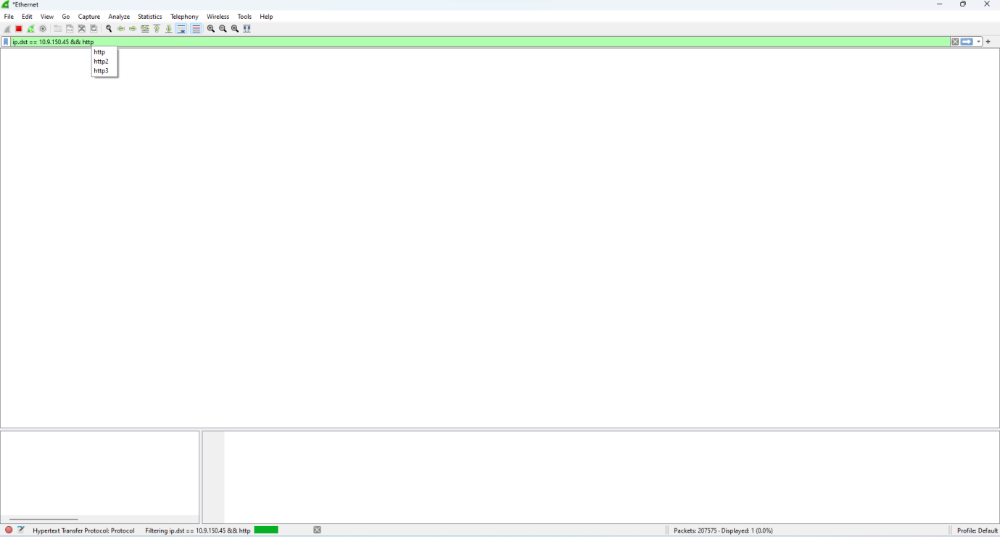 *Ethernet
File Edit View Go Capture Analyze Statistics Telephony Wireless Tools Help
ip.dst == 10.9.150.45 && http
http
http2
http3
Hypertext Transfer Protocol: Protocol Filtering ip.dst == 10.9.150.45 && http Packets: 207575 · Displayed: 1 (0.0%) Profile: Default